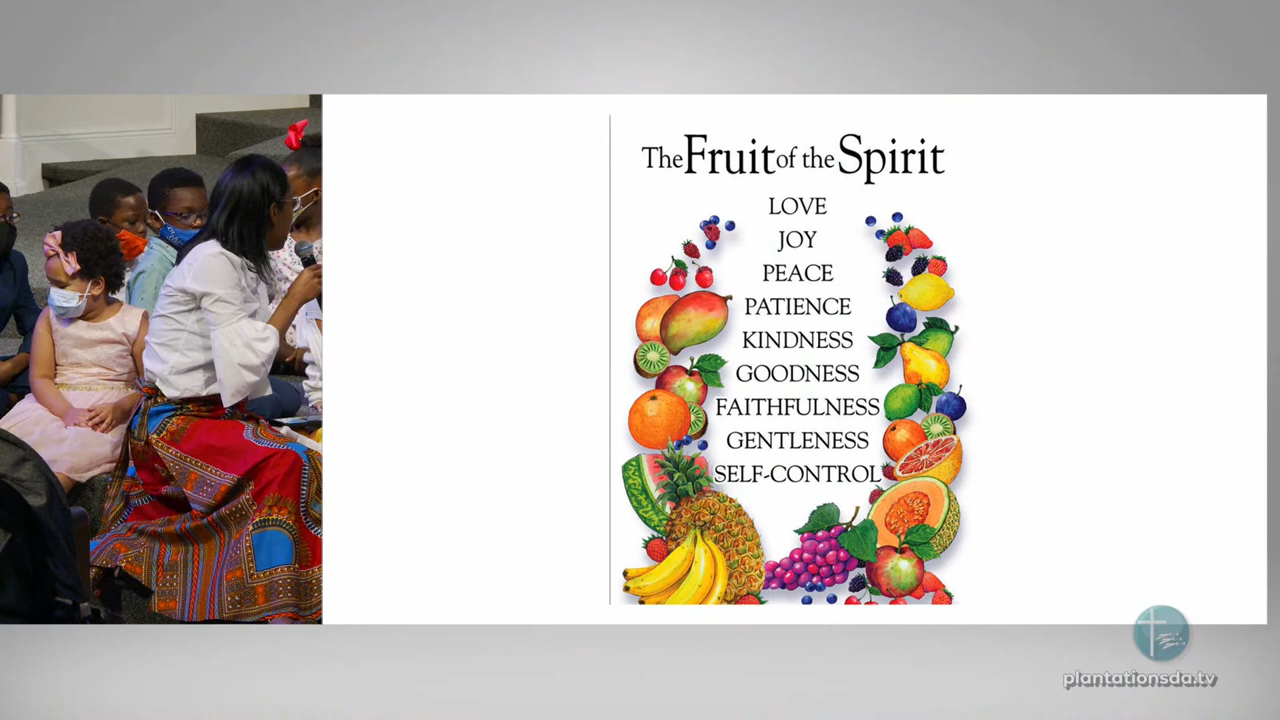 The Fruit of the Spirit
LOVE
JOY
PEACE
PATIENCE
KINDNESS
GOODNESS
FAITHFULNESS
GENTLENESS
SELF-CONTROL
plantationsda.tv